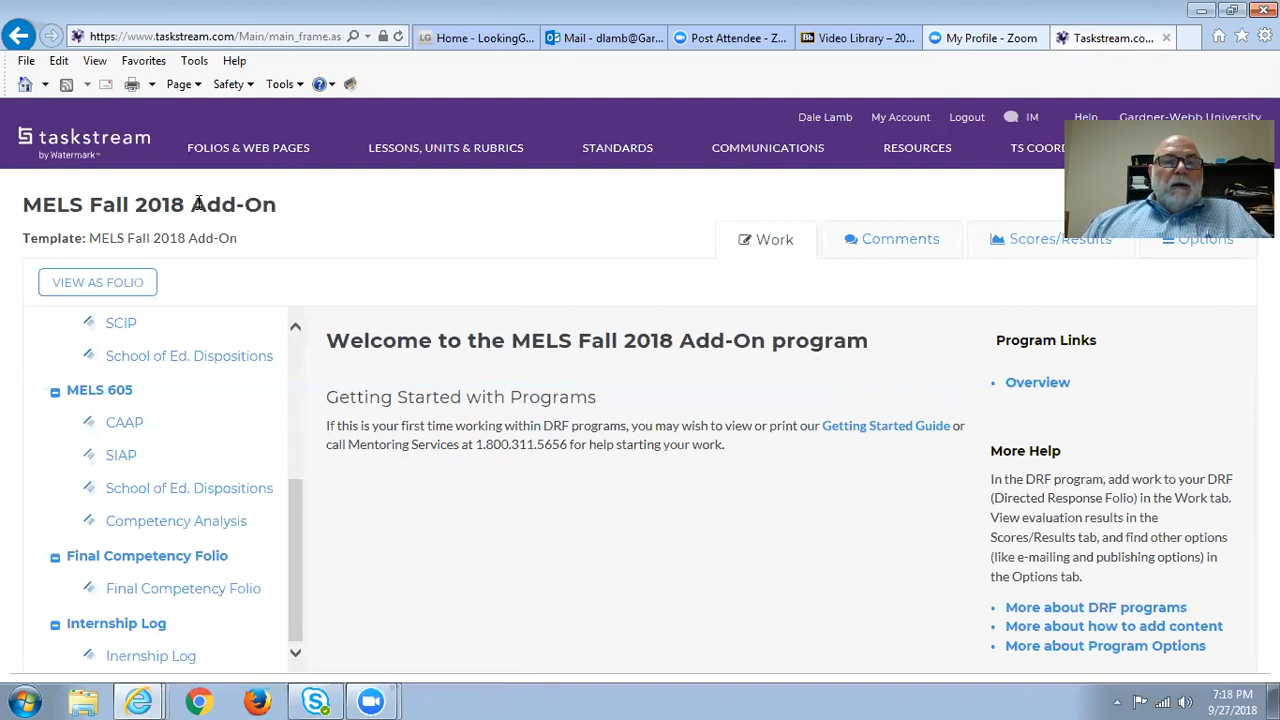 https://www.taskstream.com/Main/main_frame.as
Home - LookingG...
Mail - dlamb@Gar...
Post Attendee - Z...
Video Library – 20...
My Profile - Zoom
Taskstream.co...
File Edit View Favorites Tools Help
Page Safety Tools
Dale Lamb My Account Logout IM Help Gardner-Webb University
taskstream
by Watermark™
FOLIOS & WEB PAGES LESSONS, UNITS & RUBRICS STANDARDS COMMUNICATIONS RESOURCES TS COORD
MELS Fall 2018 Add-On
Template: MELS Fall 2018 Add-On
Work Comments Scores/Results Options
VIEW AS FOLIO
SCIP
School of Ed. Dispositions
MELS 605
CAAP
SIAP
School of Ed. Dispositions
Competency Analysis
Final Competency Folio
Final Competency Folio
Internship Log
Inernship Log
Welcome to the MELS Fall 2018 Add-On program
Getting Started with Programs
If this is your first time working within DRF programs, you may wish to view or print our Getting Started Guide or
call Mentoring Services at 1.800.311.5656 for help starting your work.
Program Links
• Overview
More Help
In the DRF program, add work to your DRF
(Directed Response Folio) in the Work tab.
View evaluation results in the
Scores/Results tab, and find other options
(like e-mailing and publishing options) in
the Options tab.
• More about DRF programs
• More about how to add content
• More about Program Options
7:18 PM
9/27/2018